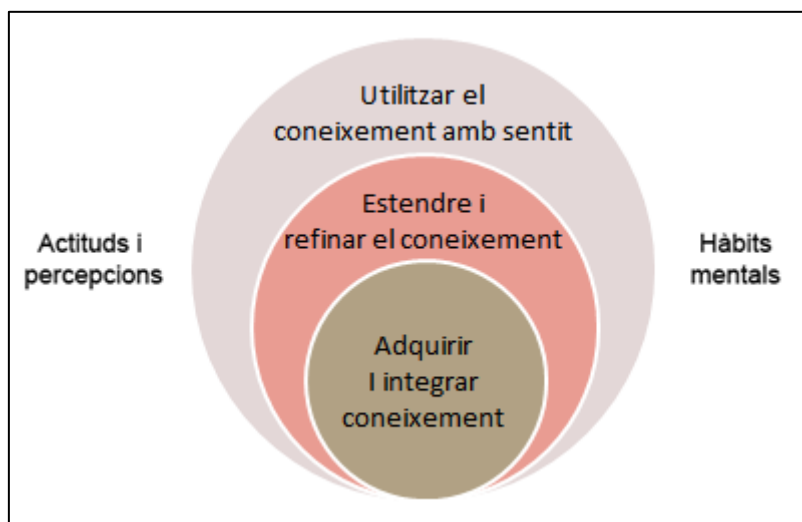 Utilitzar el
coneixement amb sentit
Estendre i
refinar el coneixement
Actituds i
percepcions
Hàbits
mentals
Adquirir
I integrar
coneixement